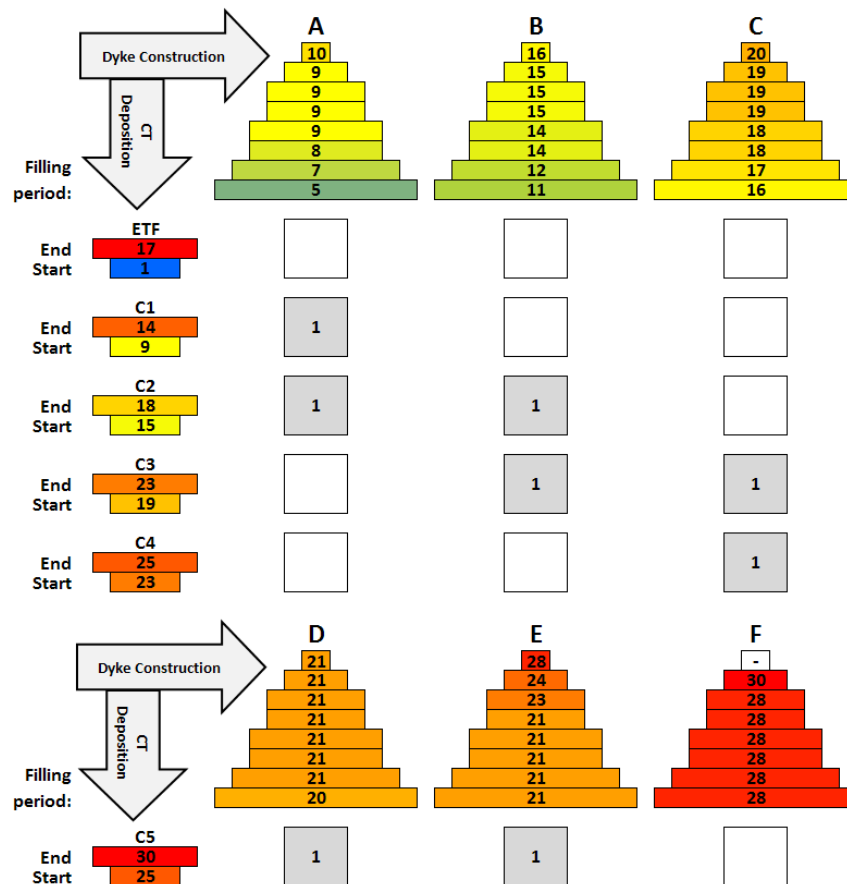 A B C
Dyke Construction
10 16 20
9 15 19
9 15 19
9 15 19
9 14 18
8 14 18
7 12 17
5 11 16
CT
Deposition
Filling
period:
ETF
End 17
Start 1
C1
End 14
Start 9
1
C2
End 18
Start 15
1 1
C3
End 23
Start 19
1 1
C4
End 25
Start 23
1
D E F
Dyke Construction
21 28 -
21 24 30
21 23 28
21 21 28
21 21 28
21 21 28
21 21 28
20 21 28
CT
Deposition
Filling
period:
C5
End 30
Start 25
1 1